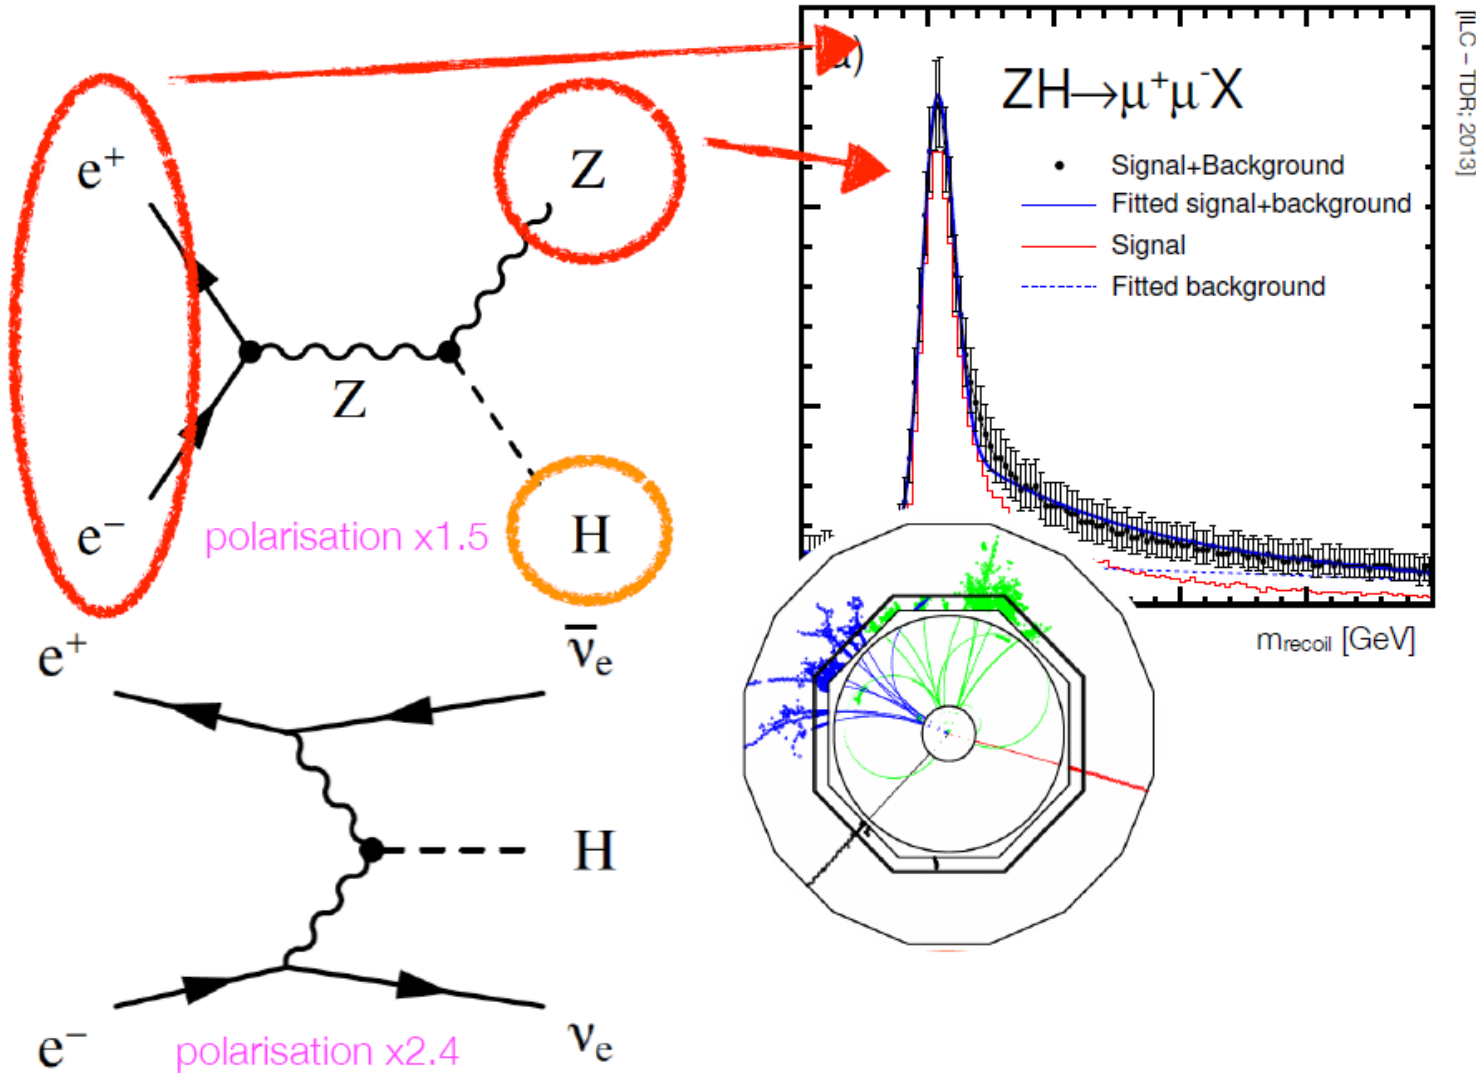 e⁺
Z
Z
e⁻
polarisation x1.5
H
a)
ZH→μ⁺μ⁻X
Signal+Background
Fitted signal+background
Signal
Fitted background
[ILC – TDR; 2013]
m_recoil [GeV]
e⁺
ν̅ₑ
H
e⁻
polarisation x2.4
νₑ